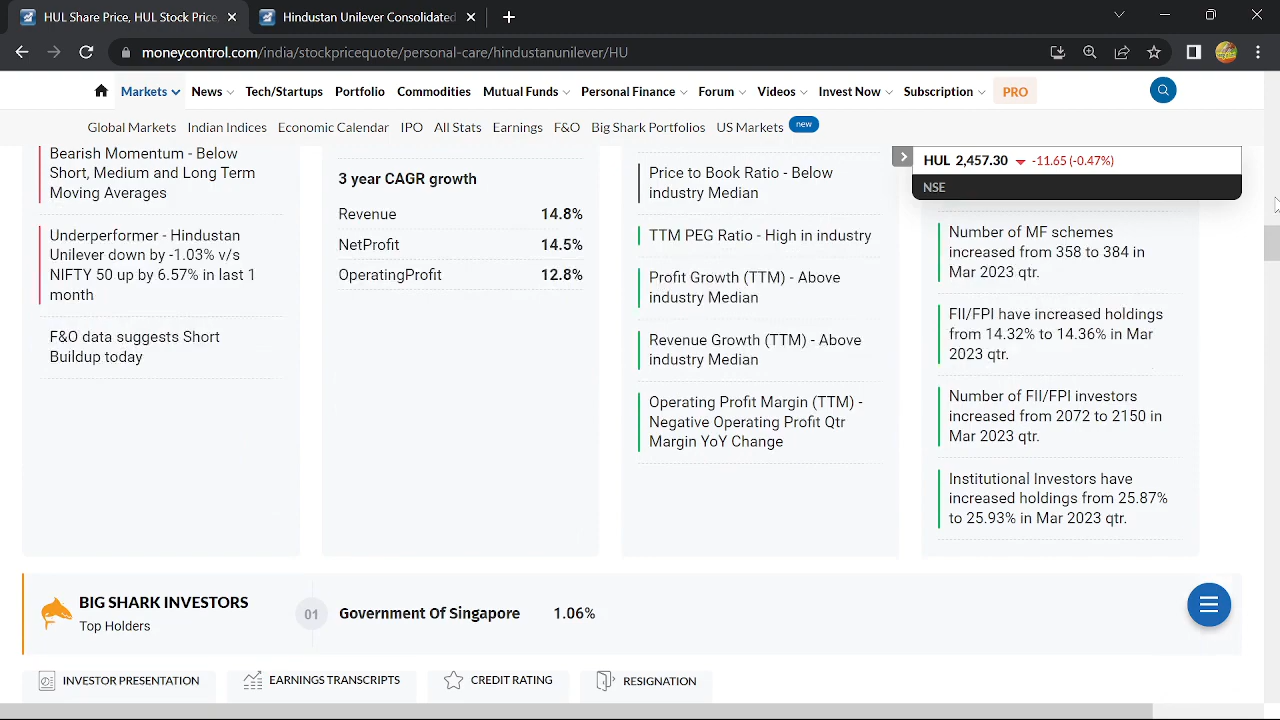 HUL Share Price, HUL Stock Price
Hindustan Unilever Consolidated
moneycontrol.com/india/stockpricequote/personal-care/hindustanunilever/HU
Markets
News
Tech/Startups
Portfolio
Commodities
Mutual Funds
Personal Finance
Forum
Videos
Invest Now
Subscription
PRO
Global Markets
Indian Indices
Economic Calendar
IPO
All Stats
Earnings
F&O
Big Shark Portfolios
US Markets
new
HUL 2,457.30 -11.65 (-0.47%)
NSE
Bearish Momentum - Below
Short, Medium and Long Term
Moving Averages
Underperformer - Hindustan
Unilever down by -1.03% v/s
NIFTY 50 up by 6.57% in last 1
month
F&O data suggests Short
Buildup today
3 year CAGR growth
Revenue 14.8%
NetProfit 14.5%
OperatingProfit 12.8%
Price to Book Ratio - Below
industry Median
TTM PEG Ratio - High in industry
Profit Growth (TTM) - Above
industry Median
Revenue Growth (TTM) - Above
industry Median
Operating Profit Margin (TTM) -
Negative Operating Profit Qtr
Margin YoY Change
Number of MF schemes
increased from 358 to 384 in
Mar 2023 qtr.
FII/FPI have increased holdings
from 14.32% to 14.36% in Mar
2023 qtr.
Number of FII/FPI investors
increased from 2072 to 2150 in
Mar 2023 qtr.
Institutional Investors have
increased holdings from 25.87%
to 25.93% in Mar 2023 qtr.
BIG SHARK INVESTORS
Top Holders
01 Government Of Singapore 1.06%
INVESTOR PRESENTATION
EARNINGS TRANSCRIPTS
CREDIT RATING
RESIGNATION